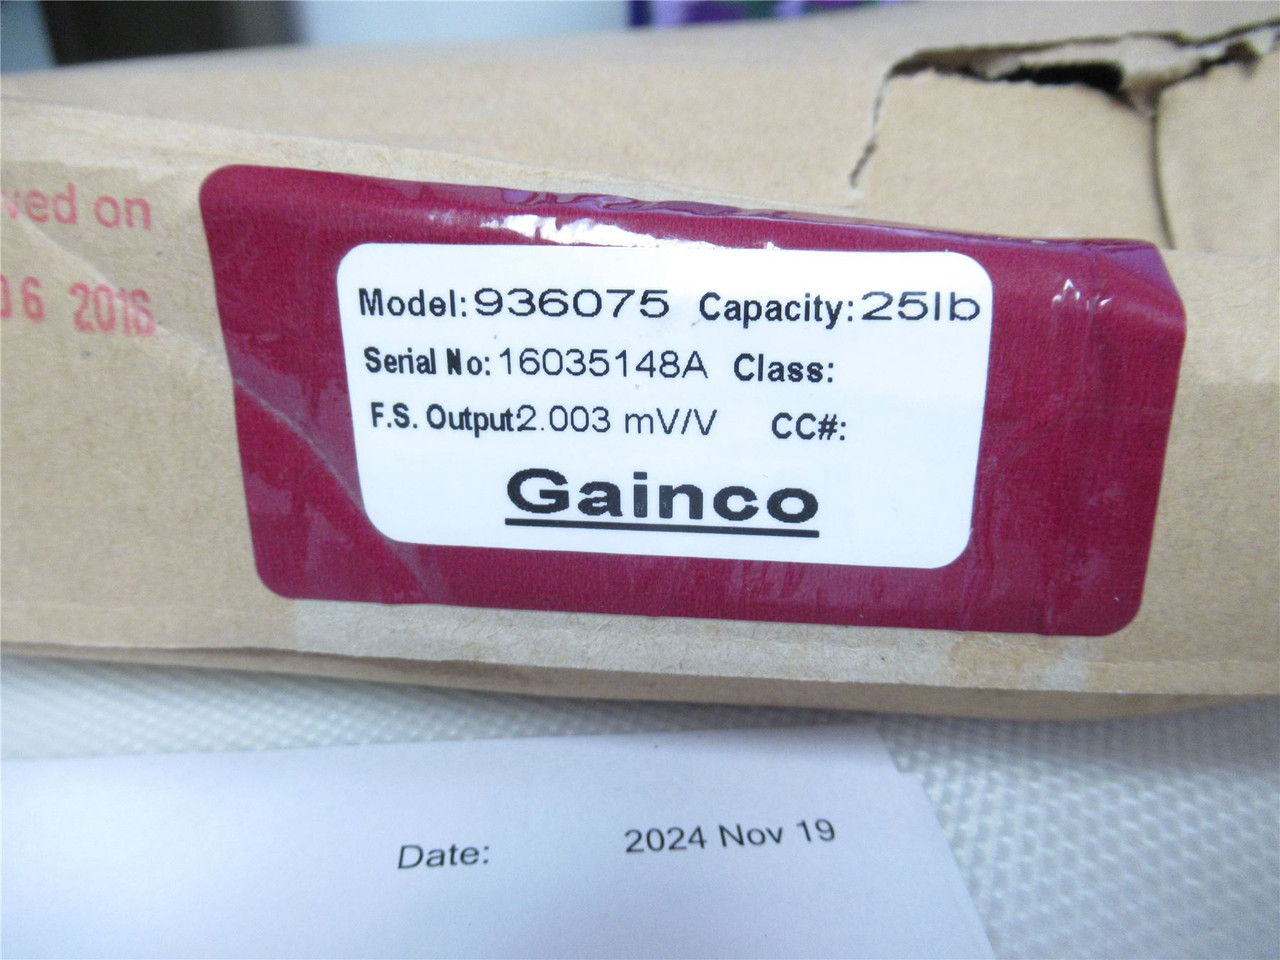 ved on
06 2016
Model: 936075 Capacity: 25lb
Serial No: 16035148A Class:
F.S. Output: 2.003 mV/V CC#:
Gainco
Date: 2024 Nov 19